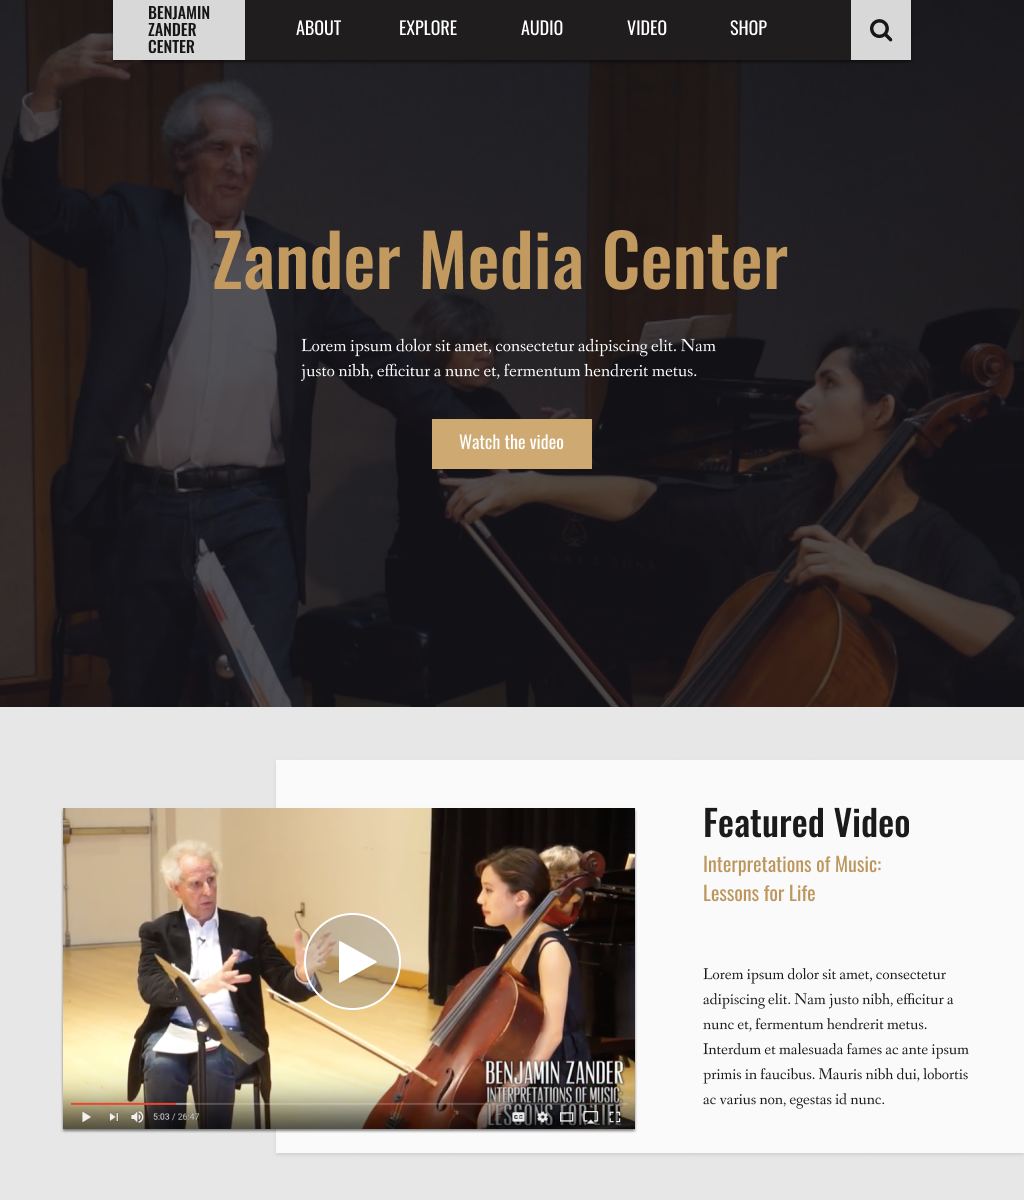 BENJAMIN
ZANDER
CENTER
ABOUT
EXPLORE
AUDIO
VIDEO
SHOP
Zander Media Center
Lorem ipsum dolor sit amet, consectetur adipiscing elit. Nam
justo nibh, efficitur a nunc et, fermentum hendrerit metus.
Watch the video
Featured Video
Interpretations of Music:
Lessons for Life
Lorem ipsum dolor sit amet, consectetur
adipiscing elit. Nam justo nibh, efficitur a
nunc et, fermentum hendrerit metus.
Interdum et malesuada fames ac ante ipsum
primis in faucibus. Mauris nibh dui, lobortis
ac varius non, egestas id nunc.
BENJAMIN ZANDER
INTERPRETATIONS OF MUSIC:
LESSONS FOR LIFE
5:03 / 26:47